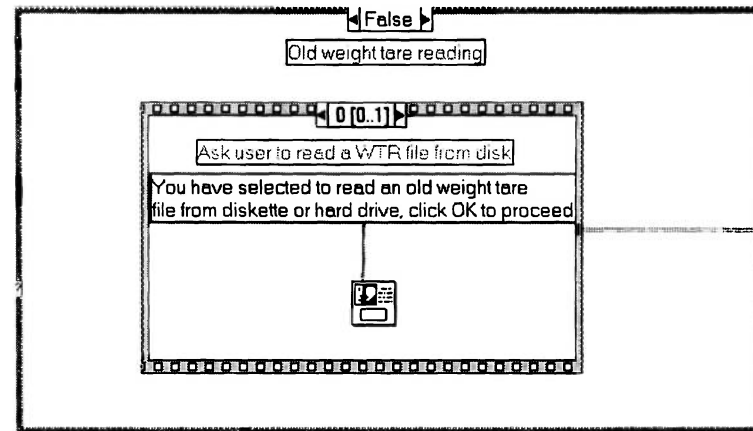 False
Old weight tare reading
0 [0..1]
Ask user to read a WTR file from disk
You have selected to read an old weight tare
file from diskette or hard drive, click OK to proceed